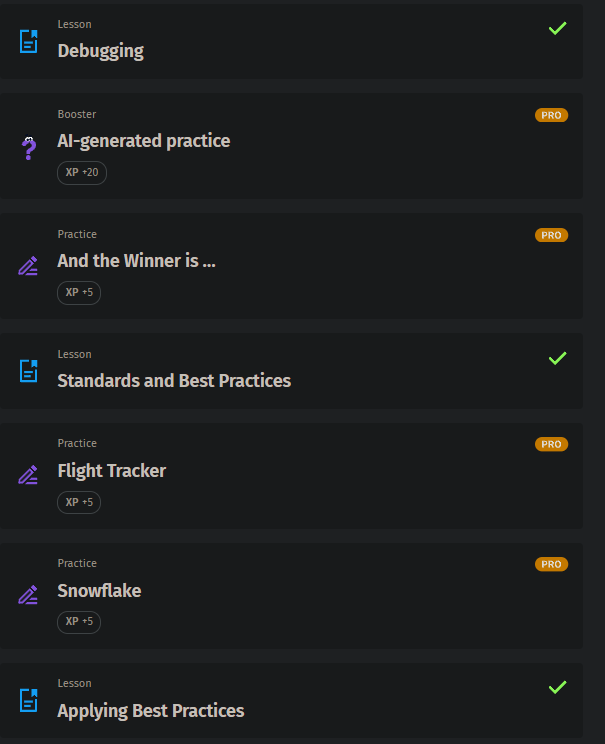 Lesson
Debugging
Booster
PRO
AI-generated practice
XP +20
Practice
PRO
And the Winner is ...
XP +5
Lesson
Standards and Best Practices
Practice
PRO
Flight Tracker
XP +5
Practice
PRO
Snowflake
XP +5
Lesson
Applying Best Practices